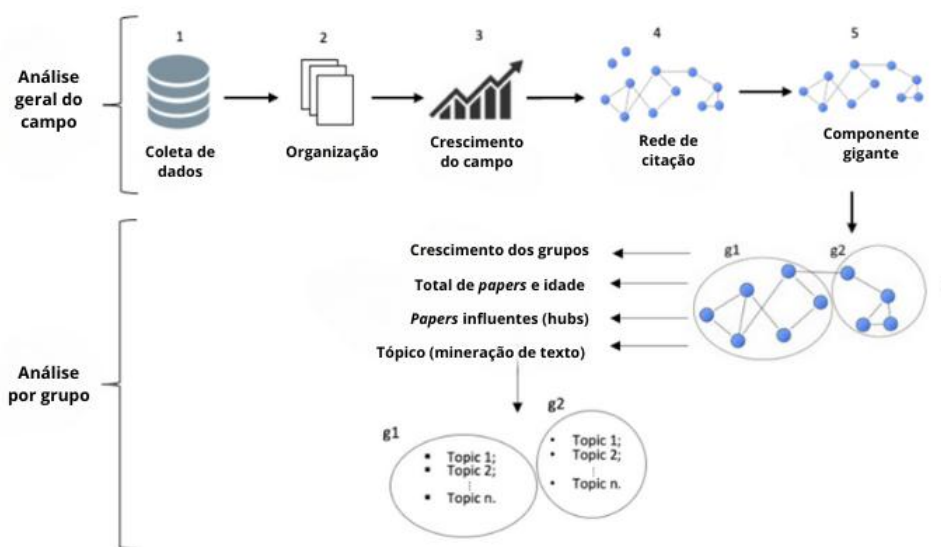 Análise
geral do
campo
1
2
3
4
5
Coleta de
dados
Organização
Crescimento
do campo
Rede de
citação
Componente
gigante
Análise
por grupo
Crescimento dos grupos
Total de papers e idade
Papers influentes (hubs)
Tópico (mineração de texto)
g1
g2
g1
▪ Topic 1;
▪ Topic 2;
⋮
▪ Topic n.
g2
• Topic 1;
• Topic 2;
⋮
• Topic n.